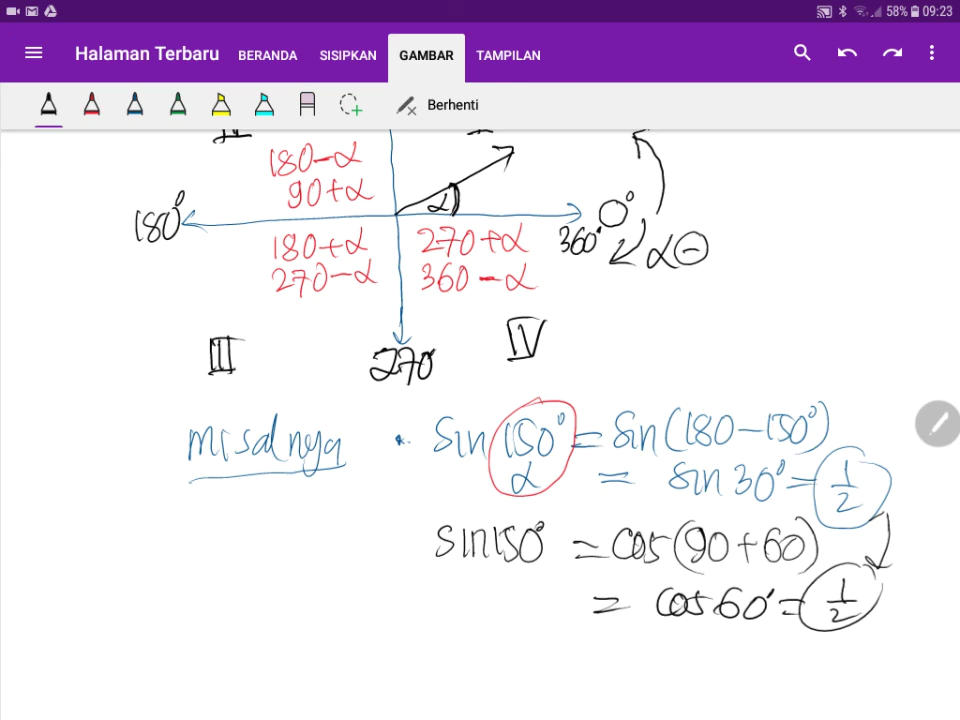 58% 09:23
Halaman Terbaru BERANDA SISIPKAN GAMBAR TAMPILAN
Berhenti
180-α
90+α
α
180°
0°
360°
α⊖
180+α
270-α
270+α
360-α
III
270
IV
misalnya
• sin 150° = sin(180-150°)
α
= sin 30° = 1/2
sin 150° = cos(90+60)
= cos 60° = 1/2